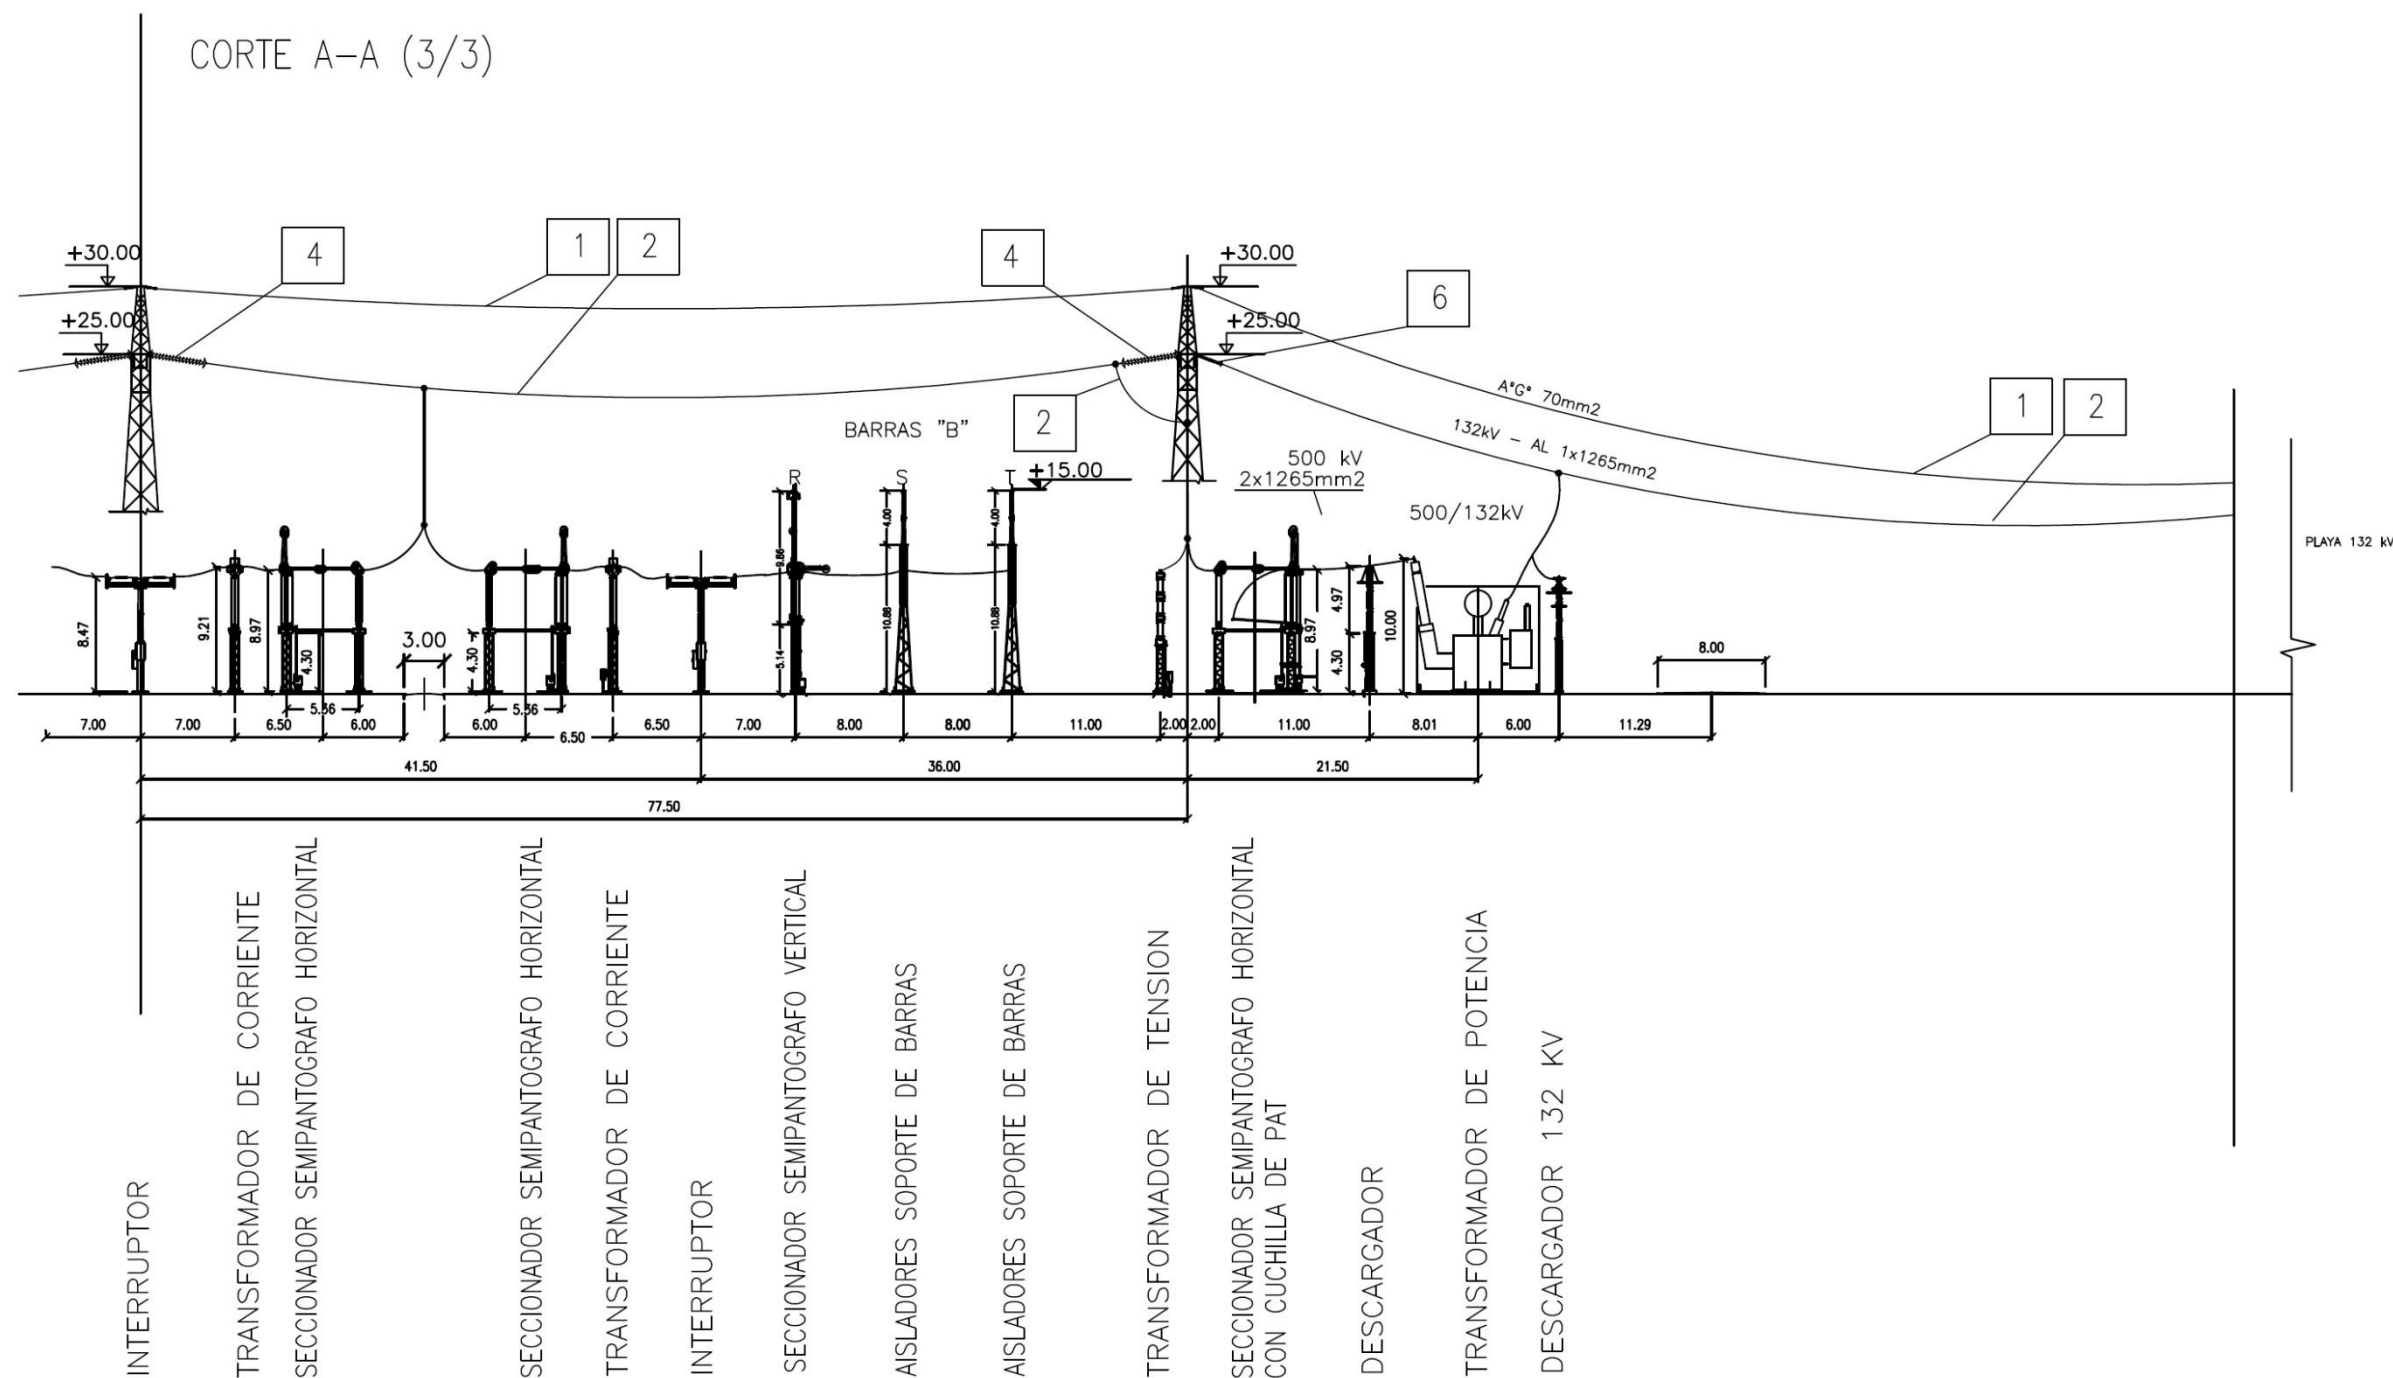 CORTE A-A (3/3)
+30.00
4
1
2
4
+30.00
6
+25.00
+25.00
A°G° 70mm2
1
2
132kV - AL 1x1265mm2
BARRAS "B"
2
500 kV
2x1265mm2
R
S
T
+15.00
500/132kV
PLAYA 132 kV
8.47
9.21
8.97
4.30
3.00
4.30
9.86
5.14
4.00
10.88
4.00
10.88
8.97
4.97
4.30
10.00
8.00
5.56
5.56
7.00
7.00
6.50
6.00
6.00
6.50
6.50
7.00
8.00
8.00
11.00
2.00
2.00
11.00
8.01
6.00
11.29
41.50
36.00
21.50
77.50
INTERRUPTOR
TRANSFORMADOR DE CORRIENTE
SECCIONADOR SEMIPANTOGRAFO HORIZONTAL
SECCIONADOR SEMIPANTOGRAFO HORIZONTAL
TRANSFORMADOR DE CORRIENTE
INTERRUPTOR
SECCIONADOR SEMIPANTOGRAFO VERTICAL
AISLADORES SOPORTE DE BARRAS
AISLADORES SOPORTE DE BARRAS
TRANSFORMADOR DE TENSION
SECCIONADOR SEMIPANTOGRAFO HORIZONTAL
CON CUCHILLA DE PAT
DESCARGADOR
TRANSFORMADOR DE POTENCIA
DESCARGADOR 132 KV